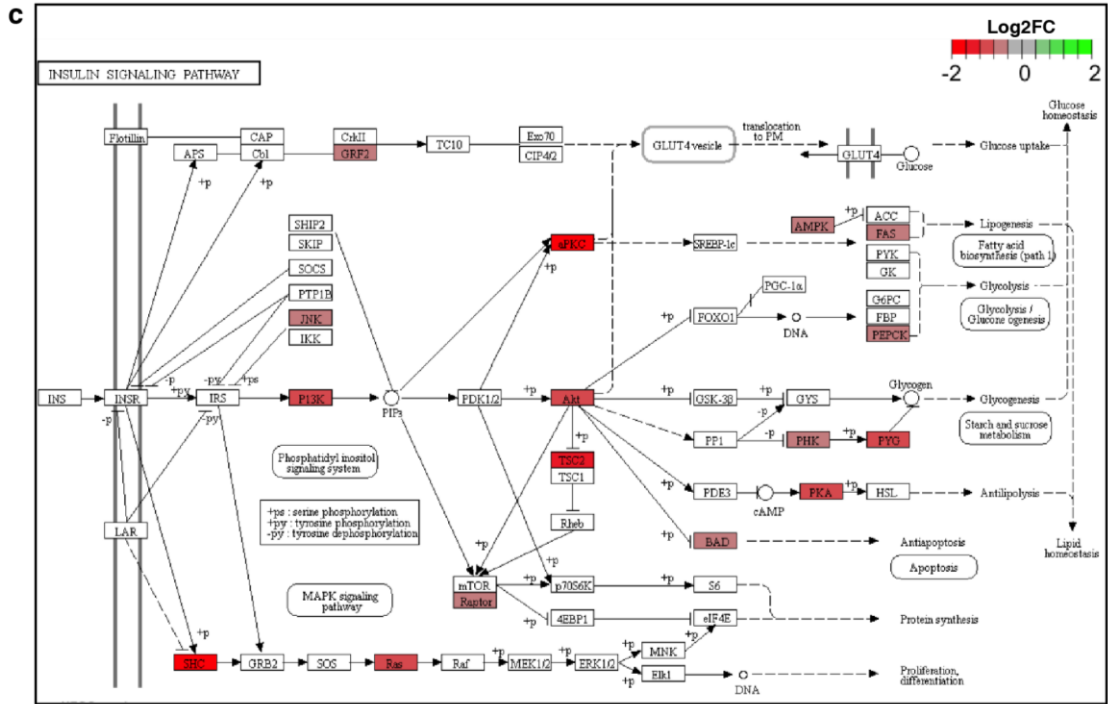 c
Log2FC
-2 0 2
INSULIN SIGNALING PATHWAY
Glucose
homeostasis
Flotillin CAP CrkII TC10 Exo70 translocation
to PM
APS Cbl GRF2 CIP4/2 GLUT4 vesicle GLUT4 Glucose Glucose uptake
+p +p
SHIP2
SKIP
SOCS
PTP1B
JNK
IKK
aPKC
+p
SREBP-1c
AMPK +p ACC
FAS
PYK
GK
Lipogenesis
Fatty acid
biosynthesis (path 1)
PGC-1α
+p FOXO1 DNA
G6PC
FBP
PEPCK
Glycolysis
Glycolysis /
Glucone ogenesis
INS INSR IRS PI3K PIP₃ PDK1/2 +p Akt +p GSK-3β +p GYS Glycogen Glycogenesis
-p +py -py +ps
-p -py
+p PP1 -p -p PHK +p PYG
Starch and sucrose
metabolism
Phosphatidyl inositol
signaling system
+p
TSC2
TSC1
+p PDE3 cAMP PKA +p HSL Antilipolysis
+ps : serine phosphorylation
+py : tyrosine phosphorylation
-py : tyrosine dephosphorylation
LAR
Rheb
+p BAD Antiapoptosis
Apoptosis
Lipid
homeostasis
+p +p
MAPK signaling
pathway
mTOR +p p70S6K +p S6
Raptor
+p 4EBP1 eIF4E Protein synthesis
+p
SHC GRB2 SOS Ras Raf +p MEK1/2 +p ERK1/2 +p MNK +p
+p Elk1 DNA
Proliferation,
differentiation